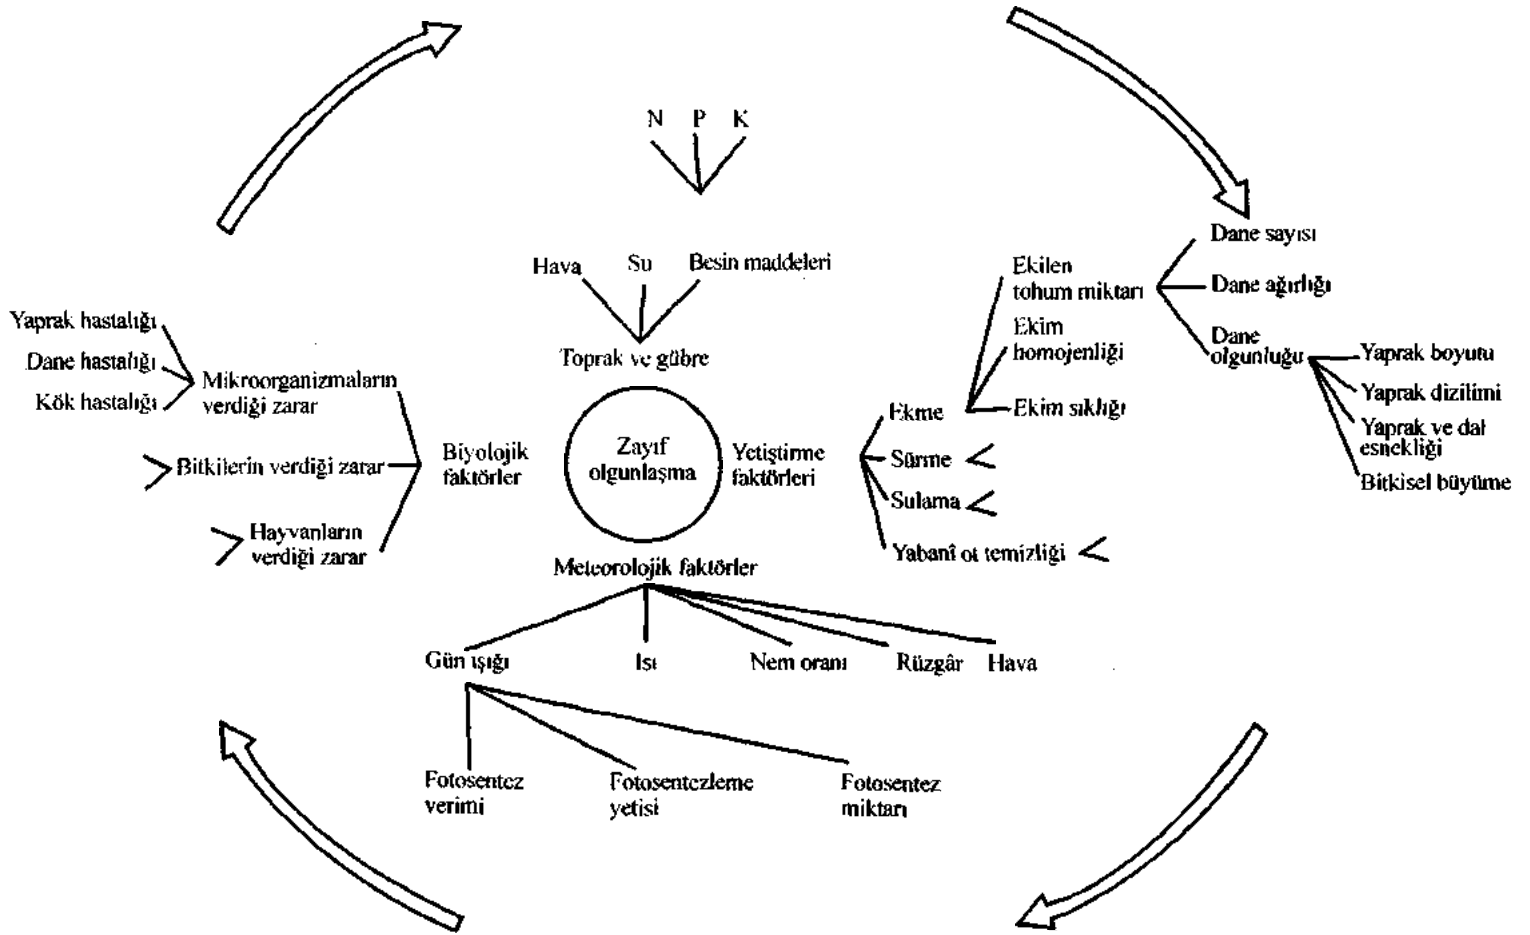 N P K
Hava Su Besin maddeleri
Toprak ve gübre
Zayıf
olgunlaşma
Yaprak hastalığı
Dane hastalığı
Kök hastalığı
Mikroorganizmaların
verdiği zarar
Bitkilerin verdiği zarar
Hayvanların
verdiği zarar
Biyolojik
faktörler
Yetiştirme
faktörleri
Ekme
Sürme
Sulama
Yabanî ot temizliği
Ekilen
tohum miktarı
Ekim
homojenliği
Ekim sıklığı
Dane sayısı
Dane ağırlığı
Dane
olgunluğu
Yaprak boyutu
Yaprak dizilimi
Yaprak ve dal
esnekliği
Bitkisel büyüme
Meteorolojik faktörler
Gün ışığı Isı Nem oranı Rüzgâr Hava
Fotosentez
verimi
Fotosentezleme
yetisi
Fotosentez
miktarı